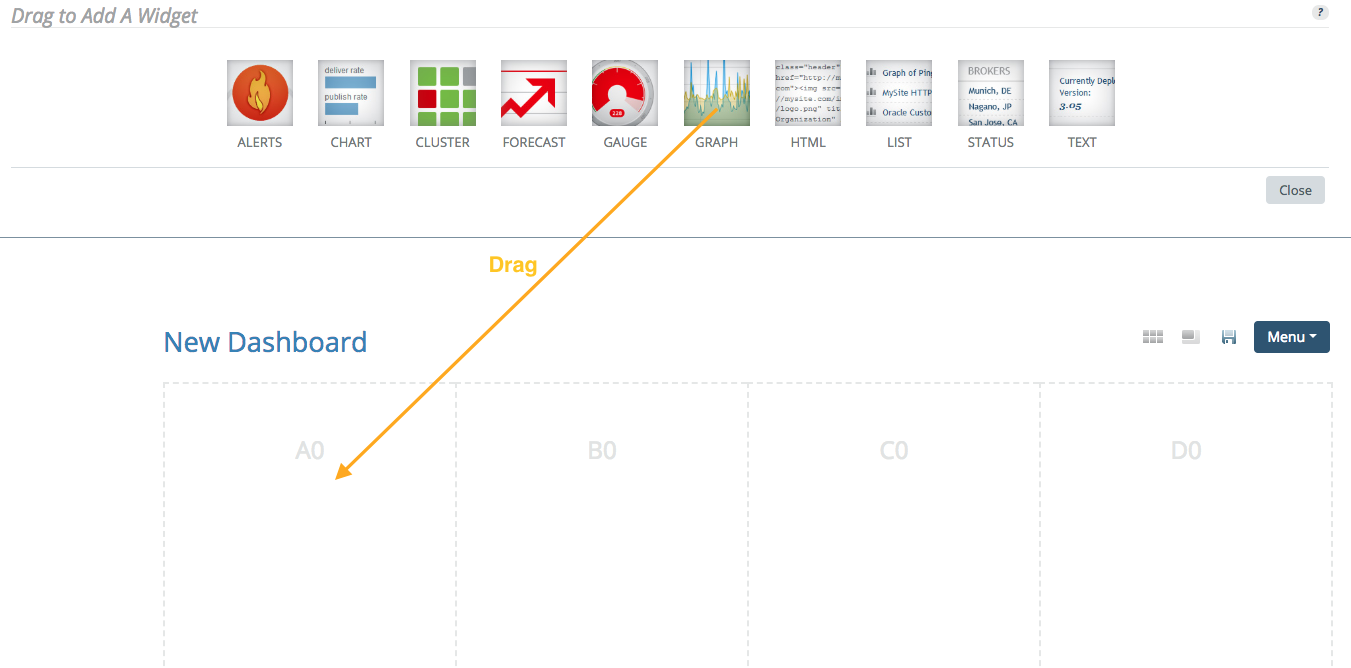 Drag to Add A Widget
?
deliver rate
publish rate
228
class="header"
href="http://m
com"><img src=
//mysite.com/i
/logo.png" tit
Organization"
Graph of Pin
MySite HTTP
Oracle Custo
BROKERS
Munich, DE
Nagano, JP
San Jose, CA
Currently Depl
Version:
3.05
ALERTS
CHART
CLUSTER
FORECAST
GAUGE
GRAPH
HTML
LIST
STATUS
TEXT
Close
Drag
New Dashboard
Menu
A0
B0
C0
D0